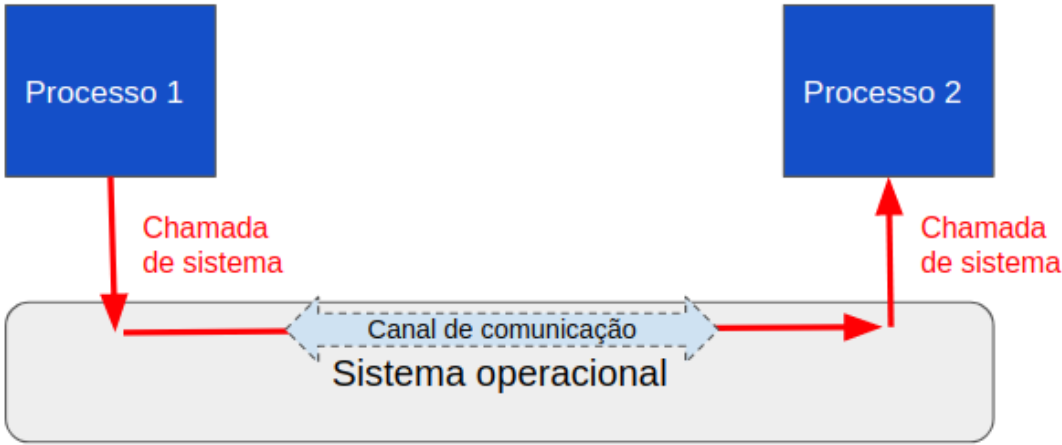 Processo 1
Processo 2
Chamada
de sistema
Chamada
de sistema
Canal de comunicação
Sistema operacional